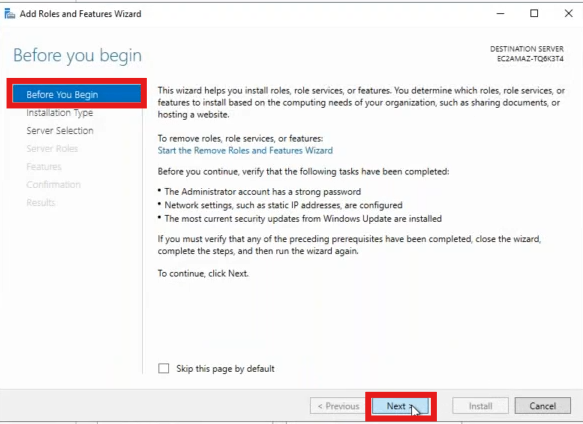 Add Roles and Features Wizard
Before you begin
DESTINATION SERVER
EC2AMAZ-TQ6K3T4
Before You Begin
Installation Type
Server Selection
Server Roles
Features
Confirmation
Results
This wizard helps you install roles, role services, or features. You determine which roles, role services, or
features to install based on the computing needs of your organization, such as sharing documents, or
hosting a website.
To remove roles, role services, or features:
Start the Remove Roles and Features Wizard
Before you continue, verify that the following tasks have been completed:
• The Administrator account has a strong password
• Network settings, such as static IP addresses, are configured
• The most current security updates from Windows Update are installed
If you must verify that any of the preceding prerequisites have been completed, close the wizard,
complete the steps, and then run the wizard again.
To continue, click Next.
Skip this page by default
< Previous
Next >
Install
Cancel